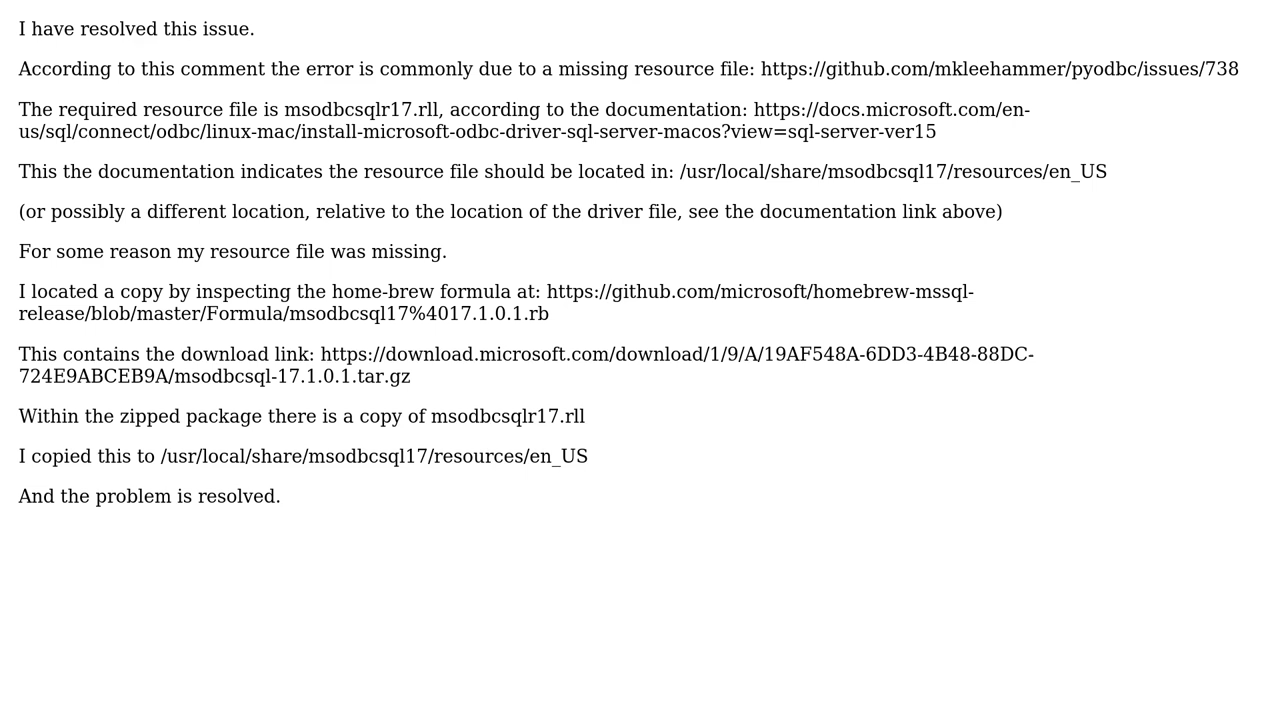 I have resolved this issue.
According to this comment the error is commonly due to a missing resource file: https://github.com/mkleehammer/pyodbc/issues/738
The required resource file is msodbcsqlr17.rll, according to the documentation: https://docs.microsoft.com/en-
us/sql/connect/odbc/linux-mac/install-microsoft-odbc-driver-sql-server-macos?view=sql-server-ver15
This the documentation indicates the resource file should be located in: /usr/local/share/msodbcsql17/resources/en_US
(or possibly a different location, relative to the location of the driver file, see the documentation link above)
For some reason my resource file was missing.
I located a copy by inspecting the home-brew formula at: https://github.com/microsoft/homebrew-mssql-
release/blob/master/Formula/msodbcsql17%4017.1.0.1.rb
This contains the download link: https://download.microsoft.com/download/1/9/A/19AF548A-6DD3-4B48-88DC-
724E9ABCEB9A/msodbcsql-17.1.0.1.tar.gz
Within the zipped package there is a copy of msodbcsqlr17.rll
I copied this to /usr/local/share/msodbcsql17/resources/en_US
And the problem is resolved.